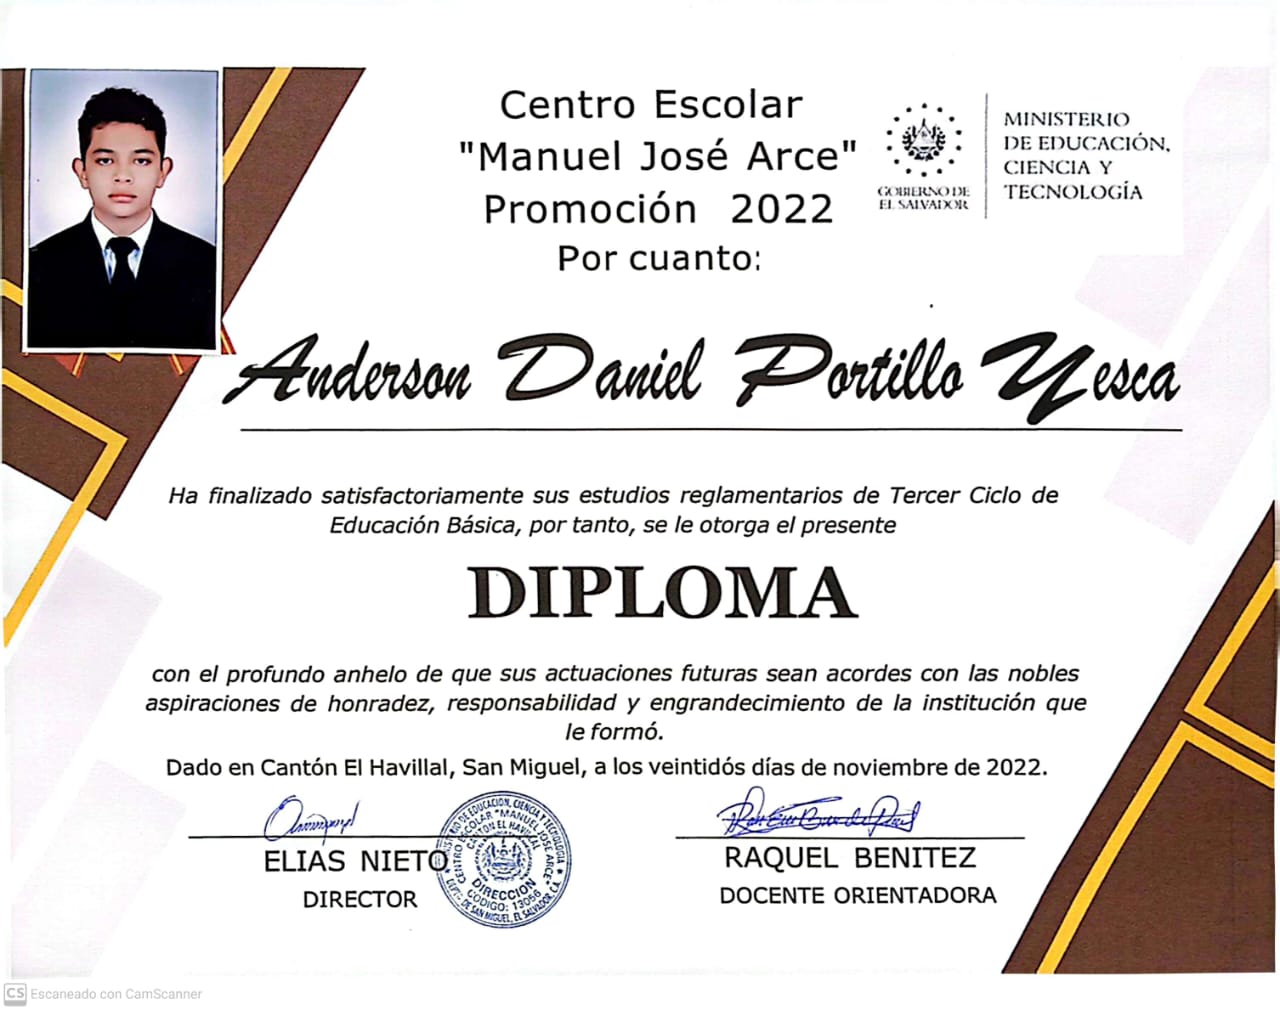 Centro Escolar
"Manuel José Arce"
Promoción 2022
Por cuanto:
GOBIERNO DE
EL SALVADOR
MINISTERIO
DE EDUCACIÓN,
CIENCIA Y
TECNOLOGÍA
Anderson Daniel Portillo Yesca
Ha finalizado satisfactoriamente sus estudios reglamentarios de Tercer Ciclo de
Educación Básica, por tanto, se le otorga el presente
DIPLOMA
con el profundo anhelo de que sus actuaciones futuras sean acordes con las nobles
aspiraciones de honradez, responsabilidad y engrandecimiento de la institución que
le formó.
Dado en Cantón El Havillal, San Miguel, a los veintidós días de noviembre de 2022.
ELIAS NIETO
DIRECTOR
DE EDUCACION, CIENCIA Y TECNOLOGIA
CENTRO ESCOLAR "MANUEL JOSE ARCE"
CANTON EL HAVILLAL
DIRECCION
CODIGO: 13056
DE SAN MIGUEL, EL SALVADOR
RAQUEL BENITEZ
DOCENTE ORIENTADORA
CS Escaneado con CamScanner